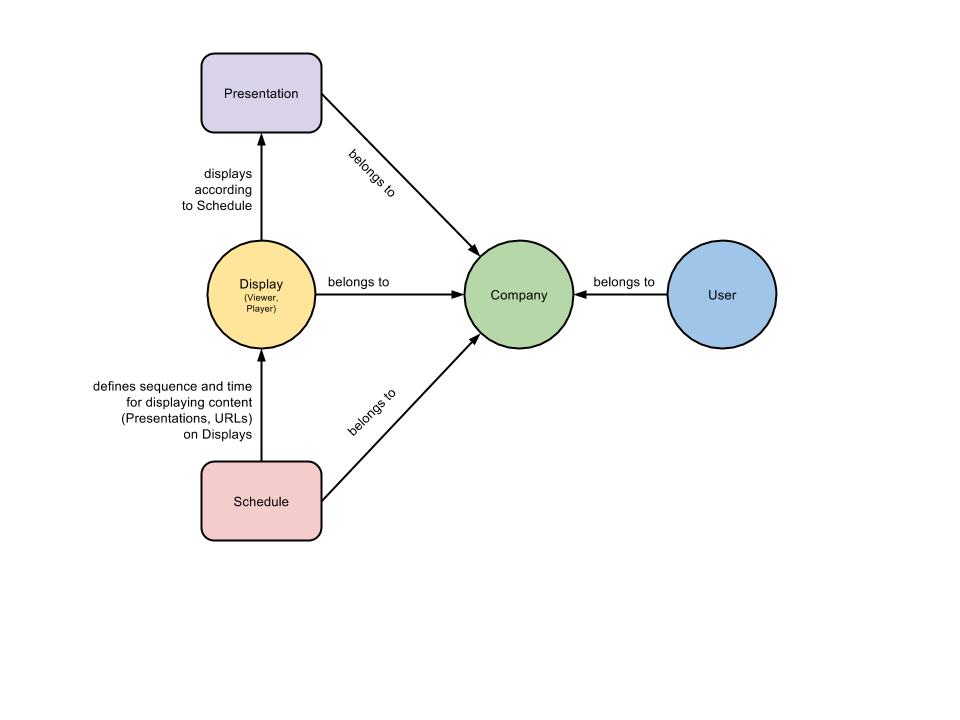 Presentation
belongs to
displays
according
to Schedule
Display
(Viewer,
Player)
belongs to
Company
belongs to
User
defines sequence and time
for displaying content
(Presentations, URLs)
on Displays
belongs to
Schedule